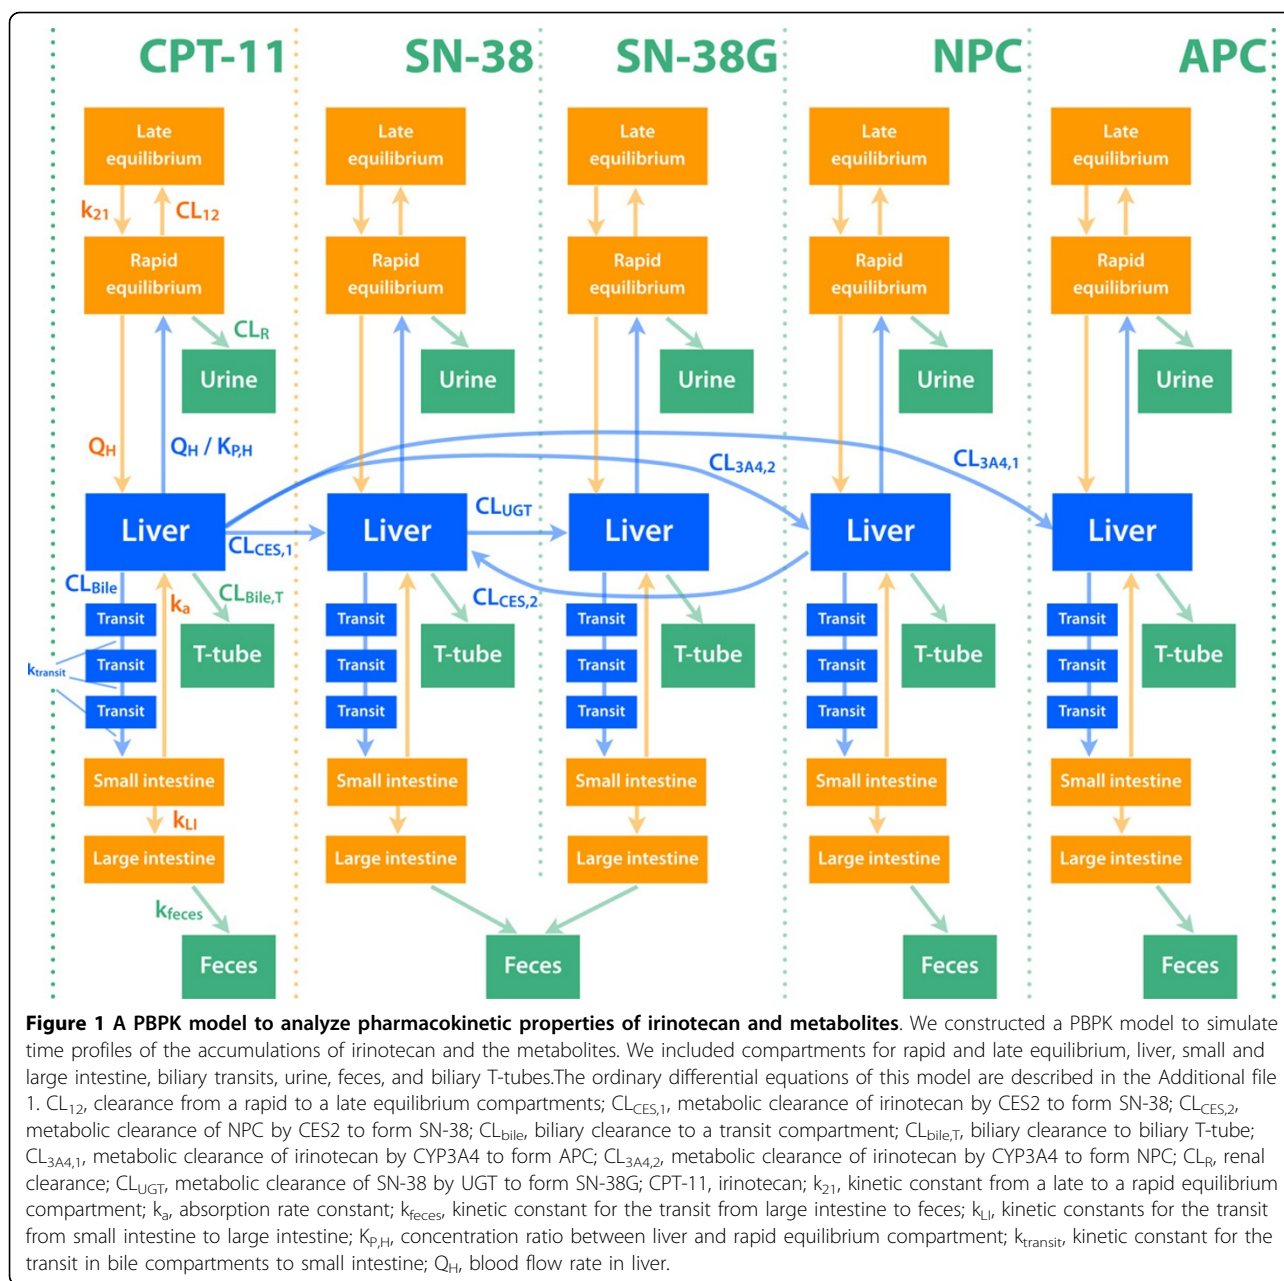 CPT-11 SN-38 SN-38G NPC APC
Late equilibrium Late equilibrium Late equilibrium Late equilibrium Late equilibrium
k21 CL12
Rapid equilibrium Rapid equilibrium Rapid equilibrium Rapid equilibrium Rapid equilibrium
CLR
Urine Urine Urine Urine Urine
QH QH / KP,H CL3A4,2 CL3A4,1
Liver Liver Liver Liver Liver
CLCES,1 CLUGT
CLBile ka CLBile,T CLCES,2
Transit Transit Transit Transit Transit
T-tube T-tube T-tube T-tube T-tube
ktransit Transit Transit Transit Transit Transit
Transit Transit Transit Transit Transit
Small intestine Small intestine Small intestine Small intestine Small intestine
kLI
Large intestine Large intestine Large intestine Large intestine Large intestine
kfeces
Feces Feces Feces Feces
Figure 1 A PBPK model to analyze pharmacokinetic properties of irinotecan and metabolites. We constructed a PBPK model to simulate
time profiles of the accumulations of irinotecan and the metabolites. We included compartments for rapid and late equilibrium, liver, small and
large intestine, biliary transits, urine, feces, and biliary T-tubes.The ordinary differential equations of this model are described in the Additional file
1. CL12, clearance from a rapid to a late equilibrium compartments; CLCES,1, metabolic clearance of irinotecan by CES2 to form SN-38; CLCES,2,
metabolic clearance of NPC by CES2 to form SN-38; CLbile, biliary clearance to a transit compartment; CLbile,T, biliary clearance to biliary T-tube;
CL3A4,1, metabolic clearance of irinotecan by CYP3A4 to form APC; CL3A4,2, metabolic clearance of irinotecan by CYP3A4 to form NPC; CLR, renal
clearance; CLUGT, metabolic clearance of SN-38 by UGT to form SN-38G; CPT-11, irinotecan; k21, kinetic constant from a late to a rapid equilibrium
compartment; ka, absorption rate constant; kfeces, kinetic constant for the transit from large intestine to feces; kLI, kinetic constants for the transit
from small intestine to large intestine; KP,H, concentration ratio between liver and rapid equilibrium compartment; ktransit, kinetic constant for the
transit in bile compartments to small intestine; QH, blood flow rate in liver.